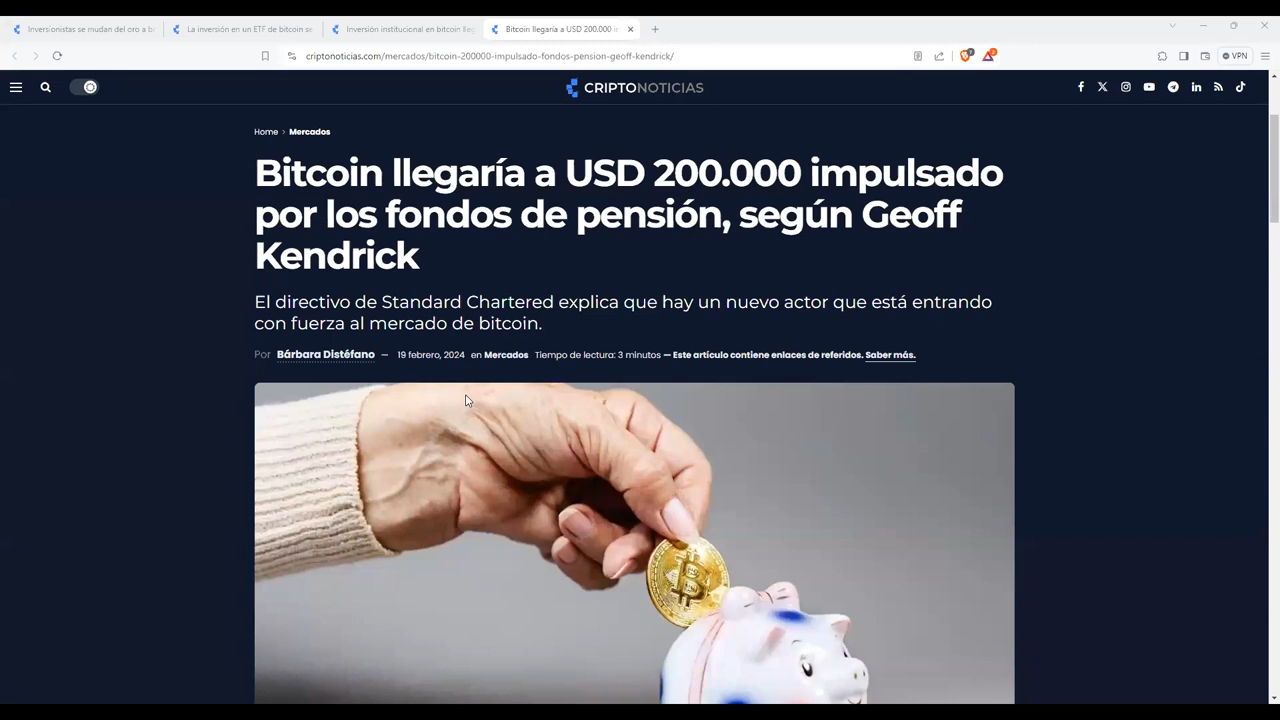 Inversionistas se mudan del oro a bi
La inversión en un ETF de bitcoin se
Inversión institucional en bitcoin lleg
Bitcoin llegaría a USD 200.000 i
criptonoticias.com/mercados/bitcoin-200000-impulsado-fondos-pension-geoff-kendrick/
VPN
CRIPTONOTICIAS
Home > Mercados
Bitcoin llegaría a USD 200.000 impulsado
por los fondos de pensión, según Geoff
Kendrick
El directivo de Standard Chartered explica que hay un nuevo actor que está entrando
con fuerza al mercado de bitcoin.
Por Bárbara Distéfano — 19 febrero, 2024 en Mercados Tiempo de lectura: 3 minutos — Este artículo contiene enlaces de referidos. Saber más.